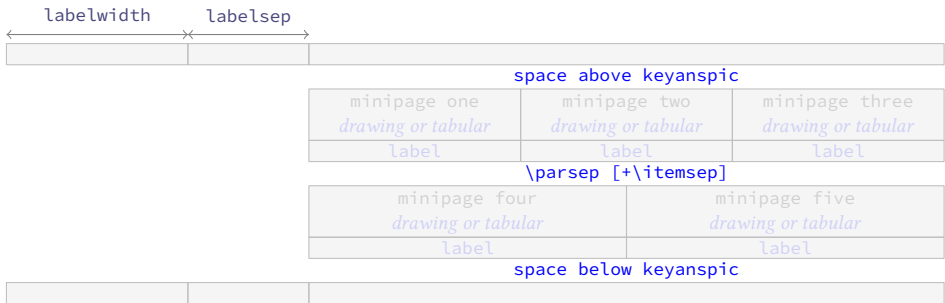 labelwidth labelsep
space above keyanspic
minipage one minipage two minipage three
drawing or tabular drawing or tabular drawing or tabular
label label label
\parsep [+\itemsep]
minipage four minipage five
drawing or tabular drawing or tabular
label label
space below keyanspic